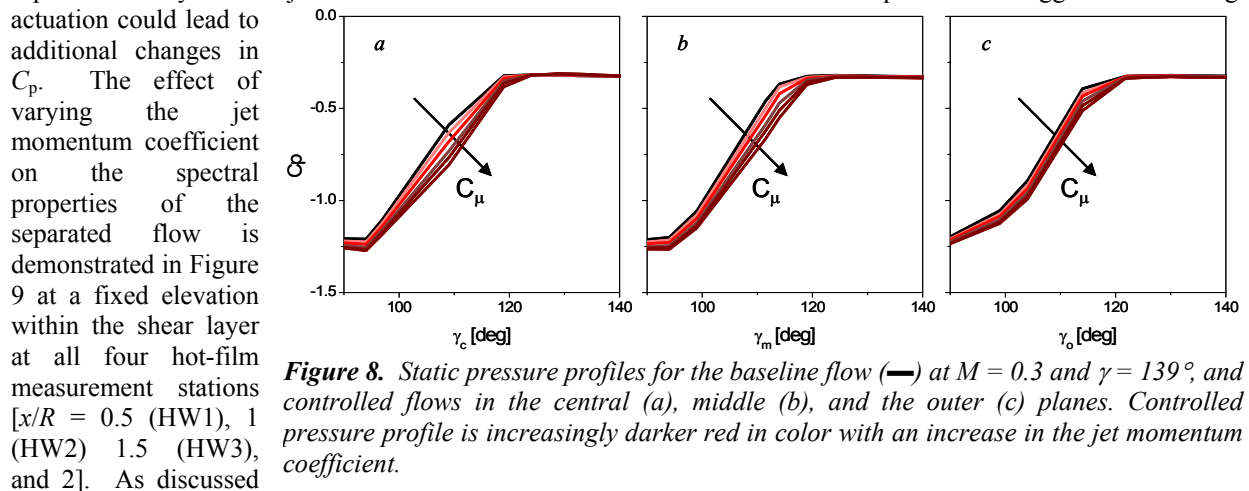 actuation could lead to
additional changes in
Cp. The effect of
varying the jet
momentum coefficient
on the spectral
properties of the
separated flow is
demonstrated in Figure
9 at a fixed elevation
within the shear layer
at all four hot-film
measurement stations
[x/R = 0.5 (HW1), 1
(HW2) 1.5 (HW3),
and 2]. As discussed
0.0
-0.5
-1.0
-1.5
Cp
a
Cμ
100 120 140
γc [deg]
b
Cμ
100 120 140
γm [deg]
c
Cμ
100 120 140
γo [deg]
Figure 8. Static pressure profiles for the baseline flow (━) at M = 0.3 and γ = 139°, and
controlled flows in the central (a), middle (b), and the outer (c) planes. Controlled
pressure profile is increasingly darker red in color with an increase in the jet momentum
coefficient.